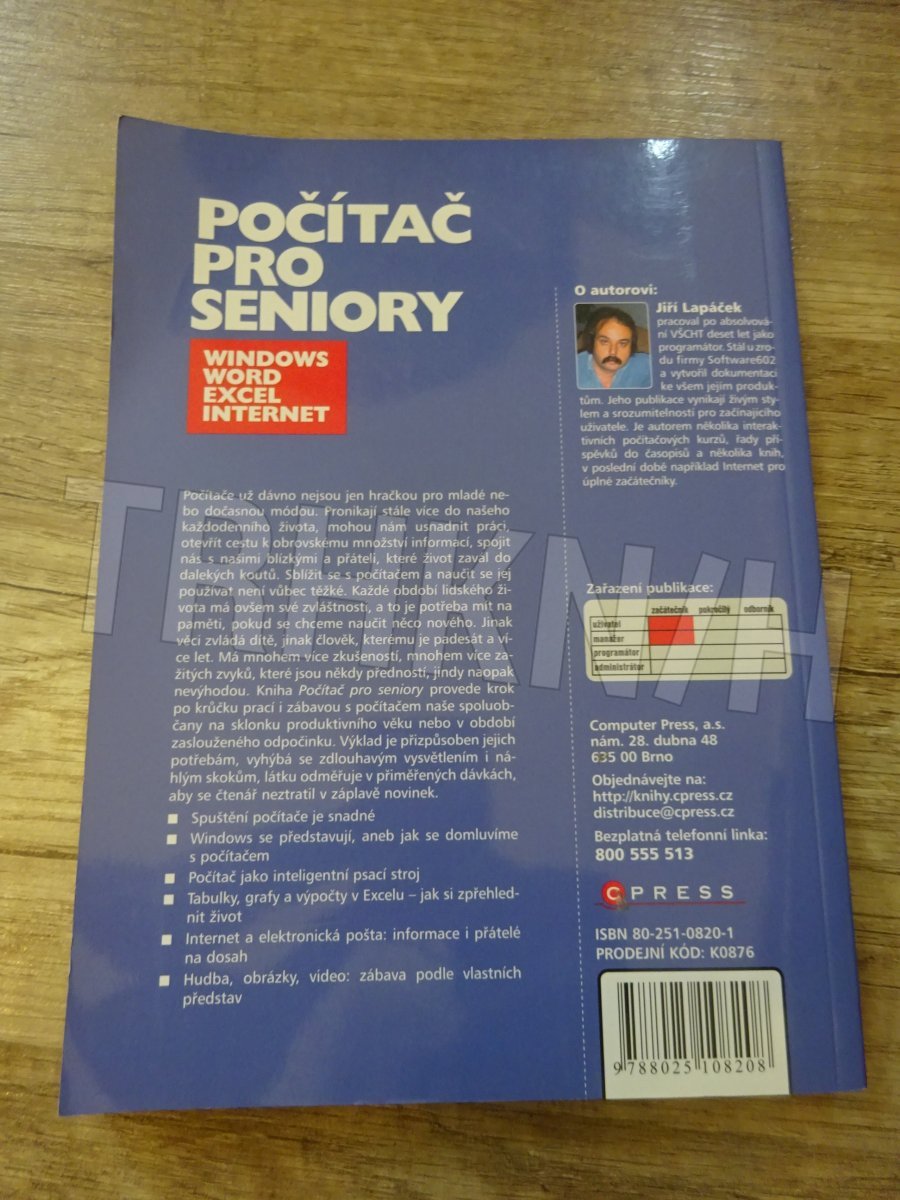 POČÍTAČ
PRO
SENIORY
WINDOWS
WORD
EXCEL
INTERNET
Počítače už dávno nejsou jen hračkou pro mladé ne-
bo dočasnou módou. Pronikají stále více do našeho
každodenního života, mohou nám usnadnit práci,
otevřít cestu k obrovskému množství informací, spojit
nás s našimi blízkými a přáteli, které život zavál do
dalekých koutů. Sblížit se s počítačem a naučit se jej
používat není vůbec těžké. Každé období lidského ži-
vota má ovšem své zvláštnosti, a to je potřeba mít na
paměti, pokud se chceme naučit něco nového. Jinak
věci zvládá dítě, jinak člověk, kterému je padesát a ví-
ce let. Má mnohem více zkušeností, mnohem více za-
žitých zvyků, které jsou někdy předností, jindy naopak
nevýhodou. Kniha Počítač pro seniory provede krok
po krůčku prací i zábavou s počítačem naše spoluob-
čany na sklonku produktivního věku nebo v období
zaslouženého odpočinku. Výklad je přizpůsoben jejich
potřebám, vyhýbá se zdlouhavým vysvětlením i ná-
hlým skokům, látku odměřuje v přiměřených dávkách,
aby se čtenář neztratil v záplavě novinek.
■ Spuštění počítače je snadné
■ Windows se představují, aneb jak se domluvíme
s počítačem
■ Počítač jako inteligentní psací stroj
■ Tabulky, grafy a výpočty v Excelu – jak si zpřehled-
nit život
■ Internet a elektronická pošta: informace i přátelé
na dosah
■ Hudba, obrázky, video: zábava podle vlastních
představ
O autorovi:
Jiří Lapáček
pracoval po absolvová-
ní VŠCHT deset let jako
programátor. Stál u zro-
du firmy Software602
a vytvořil dokumentaci
ke všem jejím produk-
tům. Jeho publikace vynikají živým sty-
lem a srozumitelností pro začínajícího
uživatele. Je autorem několika interak-
tivních počítačových kurzů, řady pří-
spěvků do časopisů a několika knih,
v poslední době například Internet pro
úplné začátečníky.
Zařazení publikace:
začátečník pokročilý odborník
uživatel
manažer
programátor
administrátor
Computer Press, a.s.
nám. 28. dubna 48
635 00 Brno
Objednávejte na:
http://knihy.cpress.cz
distribuce@cpress.cz
Bezplatná telefonní linka:
800 555 513
CPRESS
ISBN 80-251-0820-1
PRODEJNÍ KÓD: K0876
9 788025 108208
TRHKNIH